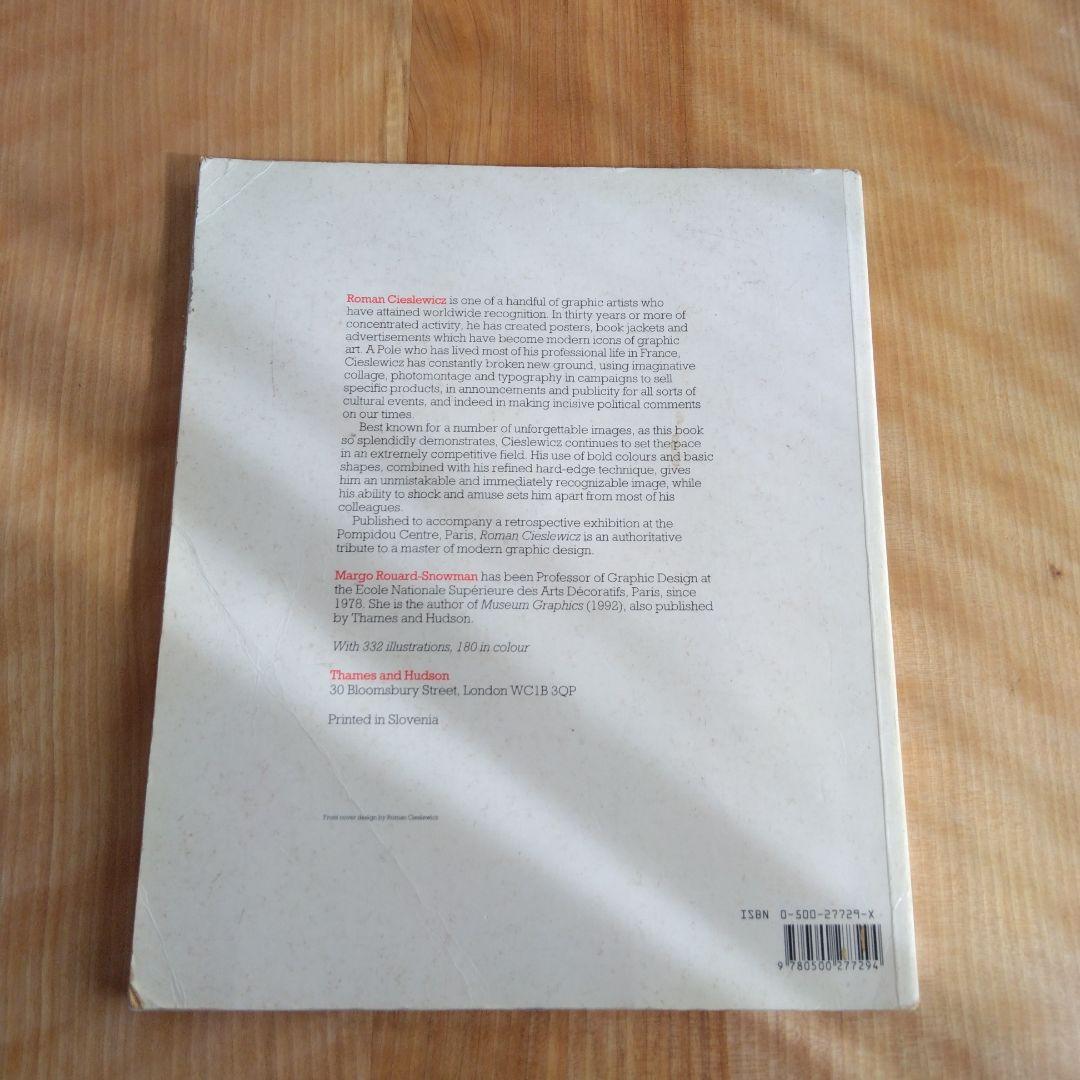 Roman Cieslewicz is one of a handful of graphic artists who
have attained worldwide recognition. In thirty years or more of
concentrated activity, he has created posters, book jackets and
advertisements which have become modern icons of graphic
art. A Pole who has lived most of his professional life in France,
Cieslewicz has constantly broken new ground, using imaginative
collage, photomontage and typography in campaigns to sell
specific products, in announcements and publicity for all sorts of
cultural events, and indeed in making incisive political comments
on our times.
Best known for a number of unforgettable images, as this book
so splendidly demonstrates, Cieslewicz continues to set the pace
in an extremely competitive field. His use of bold colours and basic
shapes, combined with his refined hard-edge technique, gives
him an unmistakable and immediately recognizable image, while
his ability to shock and amuse sets him apart from most of his
colleagues.
Published to accompany a retrospective exhibition at the
Pompidou Centre, Paris, Roman Cieslewicz is an authoritative
tribute to a master of modern graphic design.
Margo Rouard-Snowman has been Professor of Graphic Design at
the Ecole Nationale Supérieure des Arts Décoratifs, Paris, since
1978. She is the author of Museum Graphics (1992), also published
by Thames and Hudson.
With 332 illustrations, 180 in colour
Thames and Hudson
30 Bloomsbury Street, London WC1B 3QP
Printed in Slovenia
Front cover design by Roman Cieslewicz
ISBN 0-500-27729-X
9 780500 277294